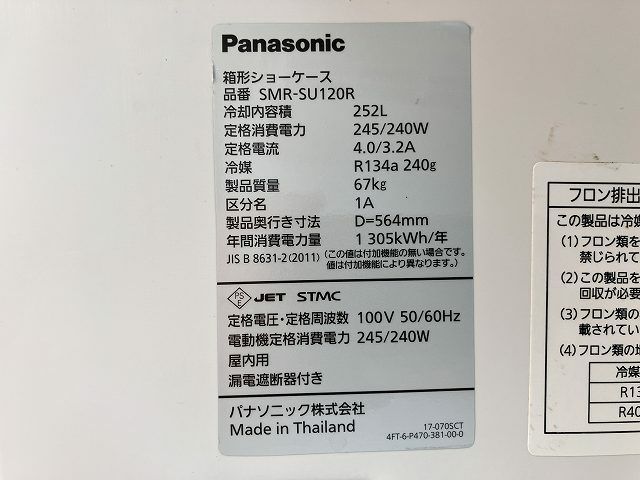 Panasonic
箱形ショーケース
品番 SMR-SU120R
冷却内容積 252L
定格消費電力 245/240W
定格電流 4.0/3.2A
冷媒 R134a 240g
製品質量 67kg
区分名 1A
製品奥行き寸法 D=564mm
年間消費電力量 1 305kWh/年
JIS B 8631-2(2011) (この値は付加機能の無い場合です。
値は付加機能により異なります。)
PS E JET STMC
定格電圧・定格周波数 100V 50/60Hz
電動機定格消費電力 245/240W
屋内用
漏電遮断器付き
パナソニック株式会社
Made in Thailand
17-070SCT
4FT-6-P470-381-00-0
フロン排出
この製品は冷媒
(1)フロン類を
禁じられて
(2)この製品を
回収が必要
(3)フロン類の
載されてい
(4)フロン類の地
冷媒
R13
R40